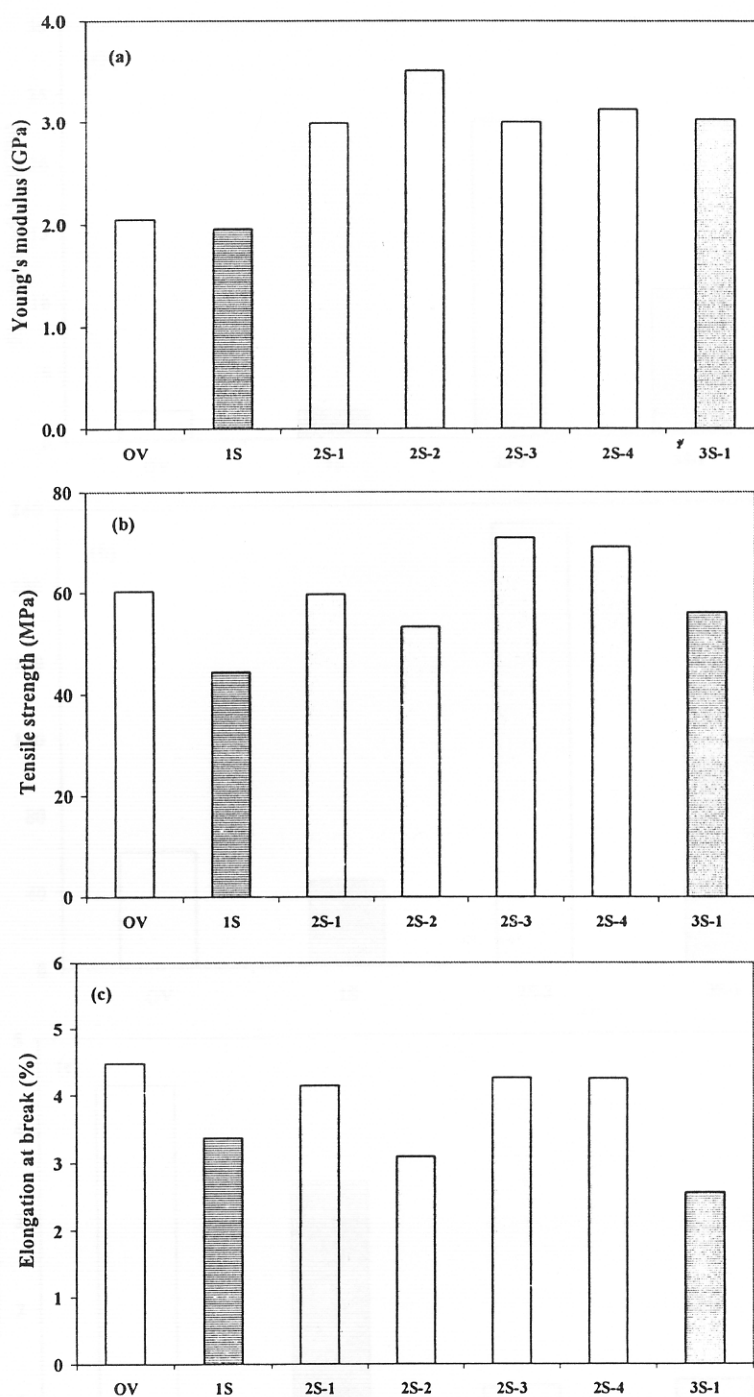 (a)
Young's modulus (GPa)
4.0
3.0
2.0
1.0
0.0
OV 1S 2S-1 2S-2 2S-3 2S-4 3S-1
(b)
Tensile strength (MPa)
80
60
40
20
0
OV 1S 2S-1 2S-2 2S-3 2S-4 3S-1
(c)
Elongation at break (%)
6
5
4
3
2
1
0
OV 1S 2S-1 2S-2 2S-3 2S-4 3S-1